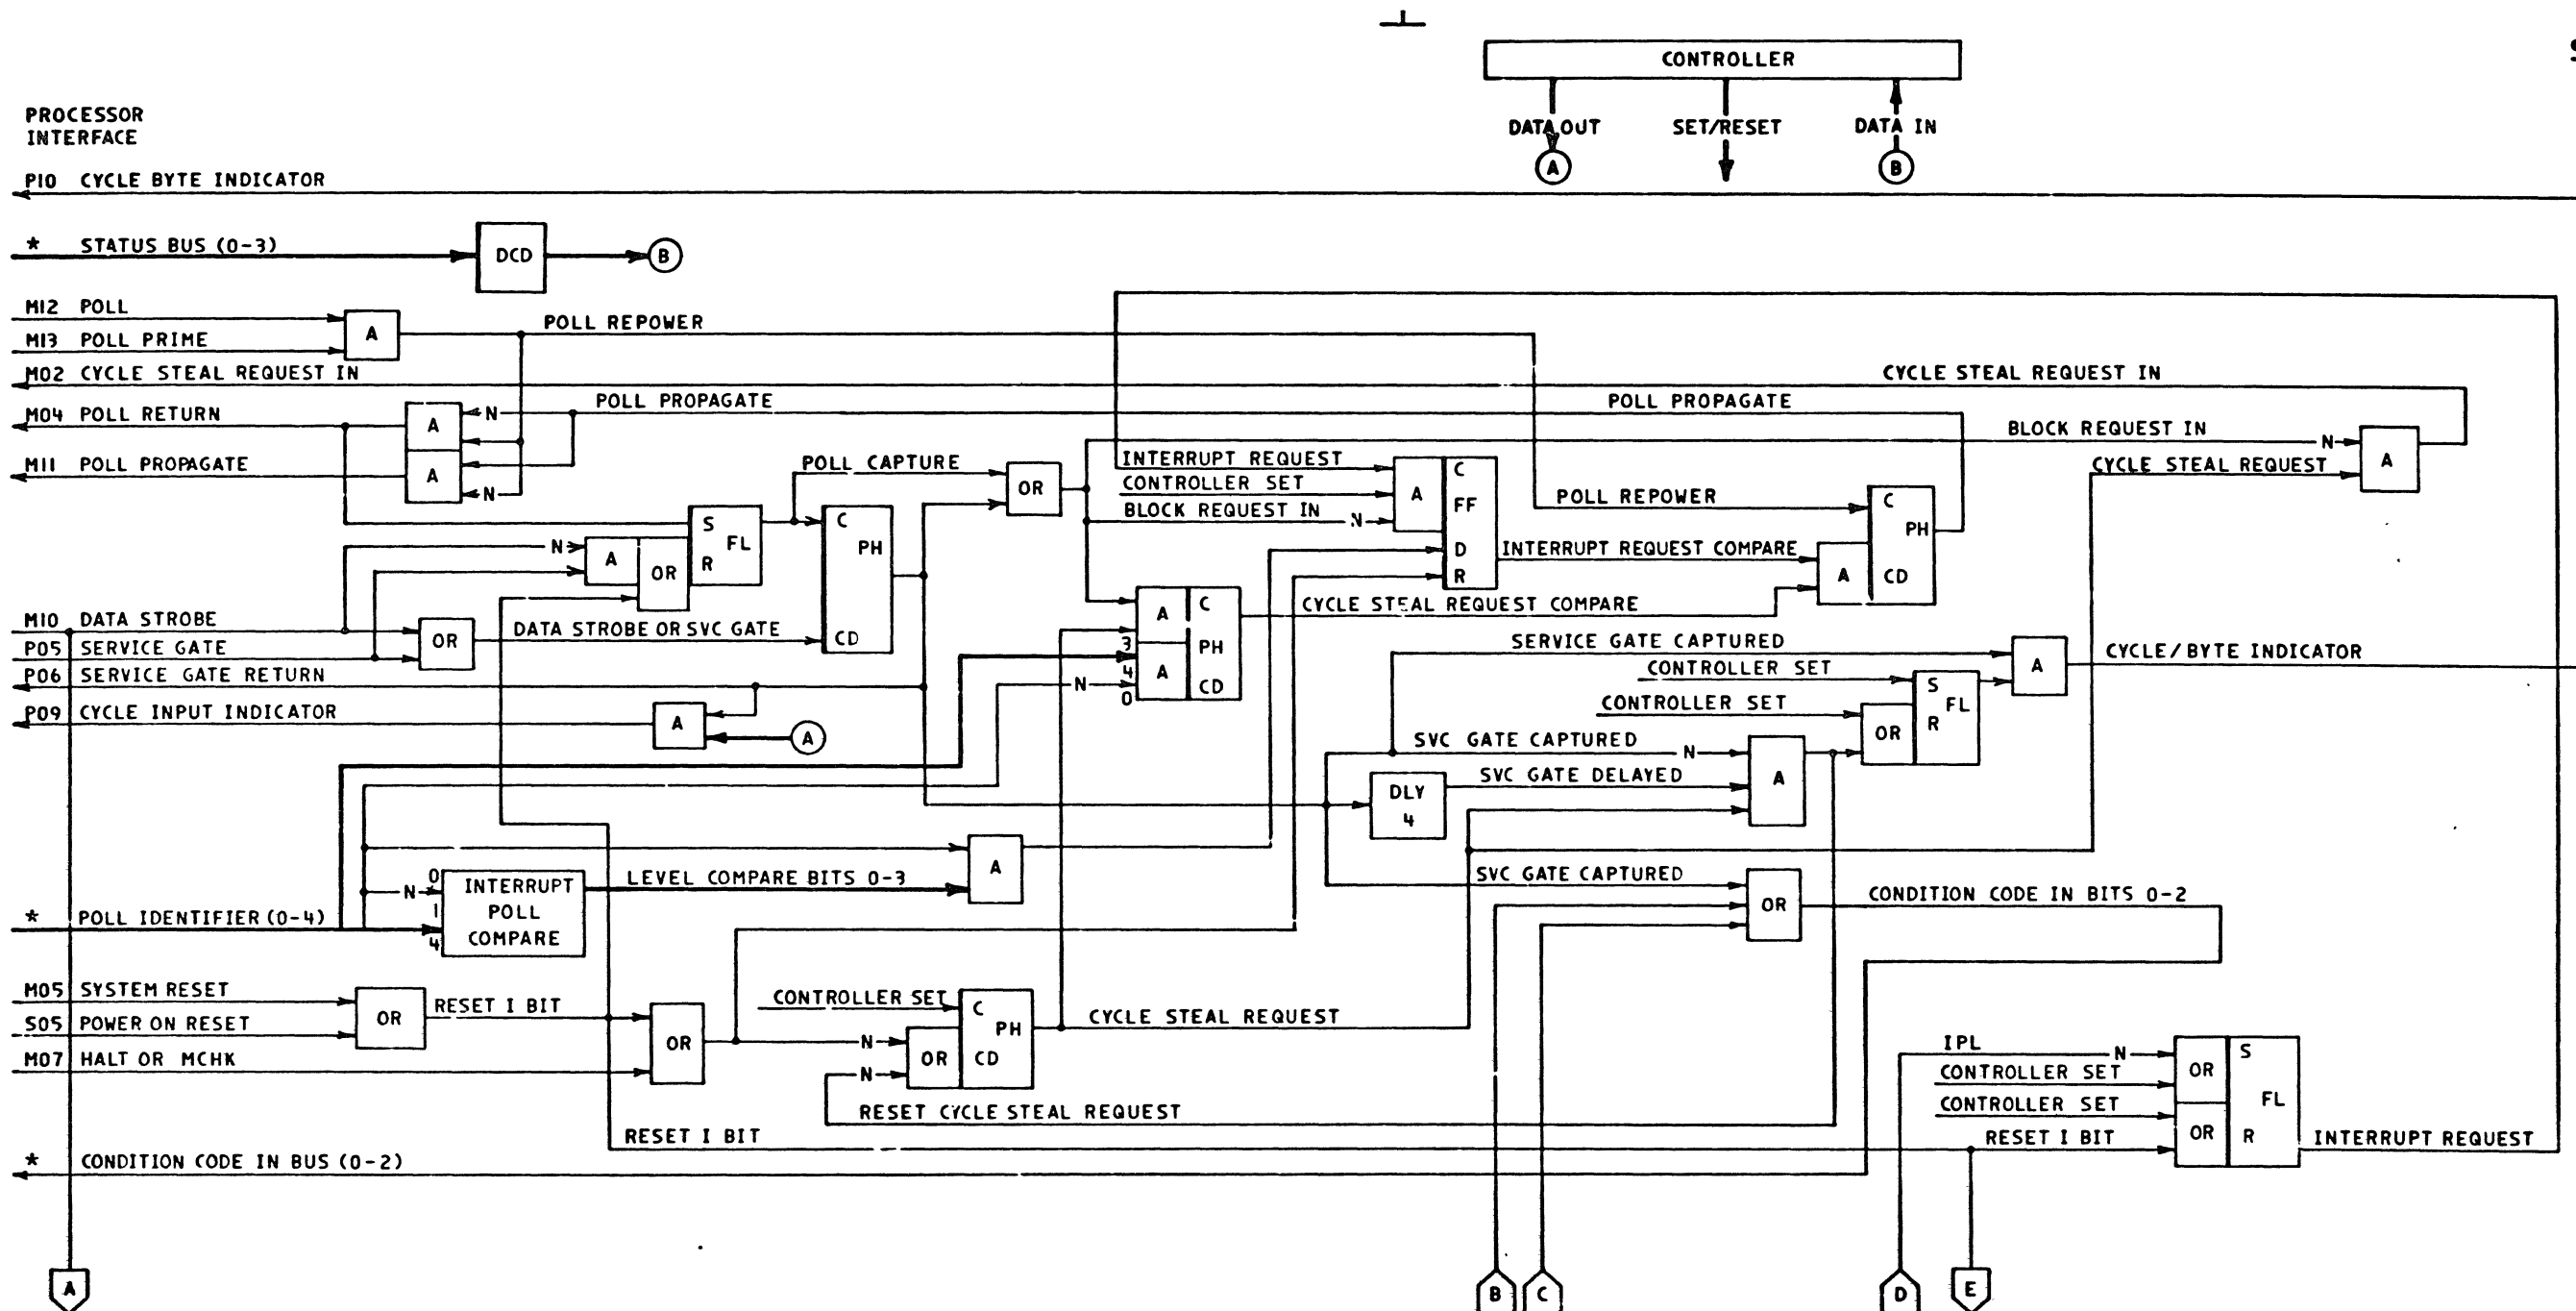 CONTROLLER
DATA OUT
SET/RESET
DATA IN
A
B
PROCESSOR
INTERFACE
P10 CYCLE BYTE INDICATOR
* STATUS BUS (0-3)
DCD
B
M12 POLL
M13 POLL PRIME
A
POLL REPOWER
M02 CYCLE STEAL REQUEST IN
CYCLE STEAL REQUEST IN
M04 POLL RETURN
A
N
POLL PROPAGATE
POLL PROPAGATE
M11 POLL PROPAGATE
A
N
BLOCK REQUEST IN
N
A
CYCLE STEAL REQUEST
POLL CAPTURE
OR
INTERRUPT REQUEST
CONTROLLER SET
BLOCK REQUEST IN
N
A
C
FF
D
R
POLL REPOWER
C
PH
CD
A
INTERRUPT REQUEST COMPARE
S
FL
R
C
PH
CD
N
A
OR
M10 DATA STROBE
OR
DATA STROBE OR SVC GATE
P05 SERVICE GATE
P06 SERVICE GATE RETURN
P09 CYCLE INPUT INDICATOR
A
A
A
C
3
PH
4
A
CD
0
N
CYCLE STEAL REQUEST COMPARE
SERVICE GATE CAPTURED
CONTROLLER SET
CONTROLLER SET
A
CYCLE/BYTE INDICATOR
S
FL
R
OR
SVC GATE CAPTURED
N
SVC GATE DELAYED
A
DLY
4
SVC GATE CAPTURED
OR
CONDITION CODE IN BITS 0-2
A
LEVEL COMPARE BITS 0-3
N
0
1
4
INTERRUPT
POLL
COMPARE
* POLL IDENTIFIER (0-4)
M05 SYSTEM RESET
S05 POWER ON RESET
OR
RESET I BIT
M07 HALT OR MCHK
OR
CONTROLLER SET
C
PH
CD
N
OR
N
CYCLE STEAL REQUEST
RESET CYCLE STEAL REQUEST
RESET I BIT
IPL
N
CONTROLLER SET
CONTROLLER SET
RESET I BIT
OR
OR
S
FL
R
INTERRUPT REQUEST
* CONDITION CODE IN BUS (0-2)
A
B
C
D
E